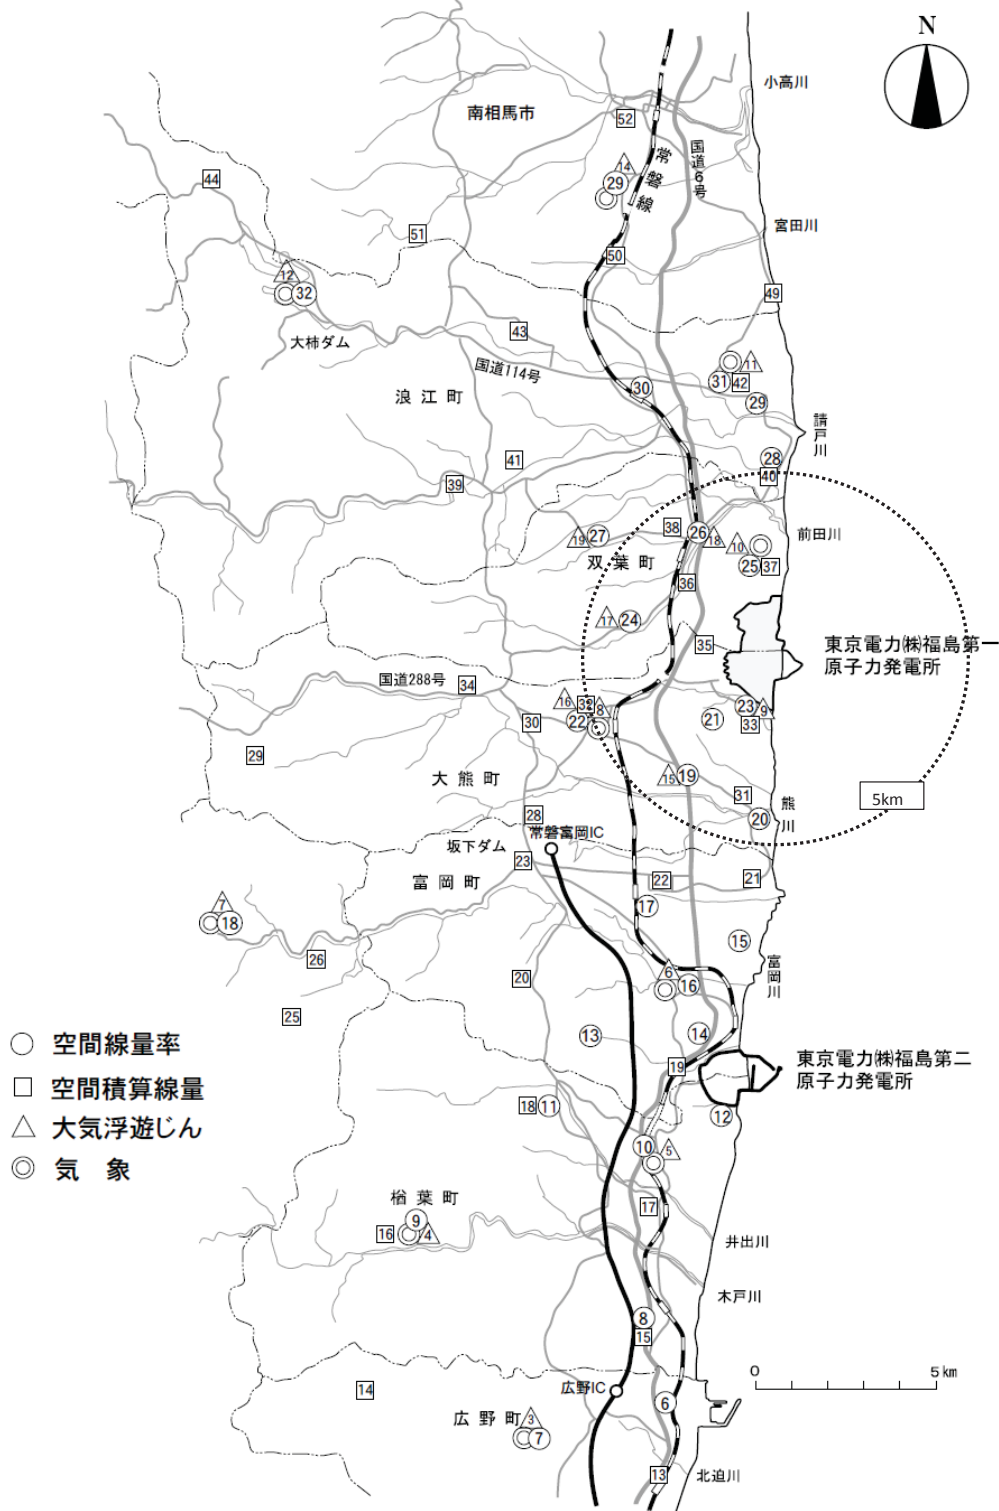 N
小高川
南相馬市
52
国道6号
常磐線
14
29
44
宮田川
51
50
12
32
49
43
大柿ダム
国道114号
11
31
42
30
浪江町
29
請戸川
28
41
40
39
38
26
18
前田川
19
27
10
双葉町
25
37
36
17
24
35
東京電力㈱福島第一
原子力発電所
国道288号
34
16
32
8
23
9
22
21
33
30
29
大熊町
15
19
31
5km
熊川
20
28
常磐富岡IC
坂下ダム
23
富岡町
22
21
7
17
18
15
26
富岡川
6
20
16
25
13
14
空間線量率
東京電力㈱福島第二
原子力発電所
19
空間積算線量
18
11
12
大気浮遊じん
10
5
気象
楢葉町
17
9
16
4
井出川
木戸川
8
15
0
5km
14
広野IC
6
広野町
3
7
13
北迫川